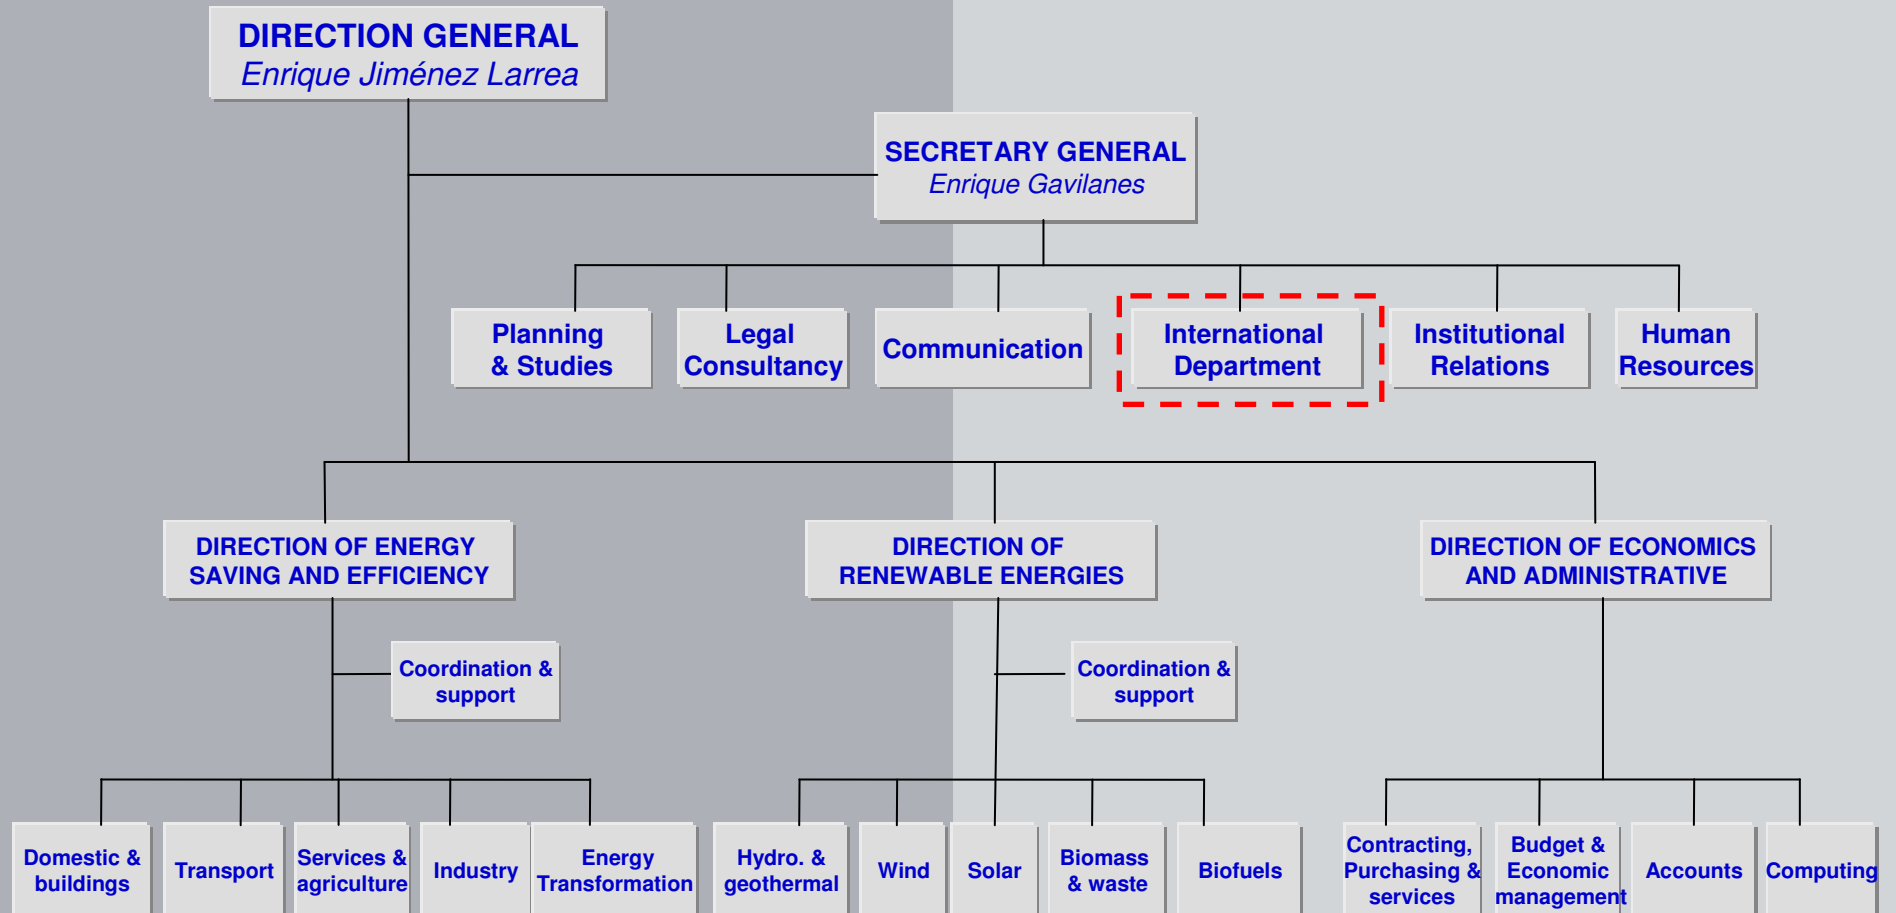 DIRECTION GENERAL
Enrique Jiménez Larrea
SECRETARY GENERAL
Enrique Gavilanes
Planning
& Studies
Legal
Consultancy
Communication
International
Department
Institutional
Relations
Human
Resources
DIRECTION OF ENERGY
SAVING AND EFFICIENCY
DIRECTION OF
RENEWABLE ENERGIES
DIRECTION OF ECONOMICS
AND ADMINISTRATIVE
Coordination &
support
Coordination &
support
Domestic &
buildings
Transport
Services &
agriculture
Industry
Energy
Transformation
Hydro. &
geothermal
Wind
Solar
Biomass
& waste
Biofuels
Contracting,
Purchasing &
services
Budget &
Economic
management
Accounts
Computing